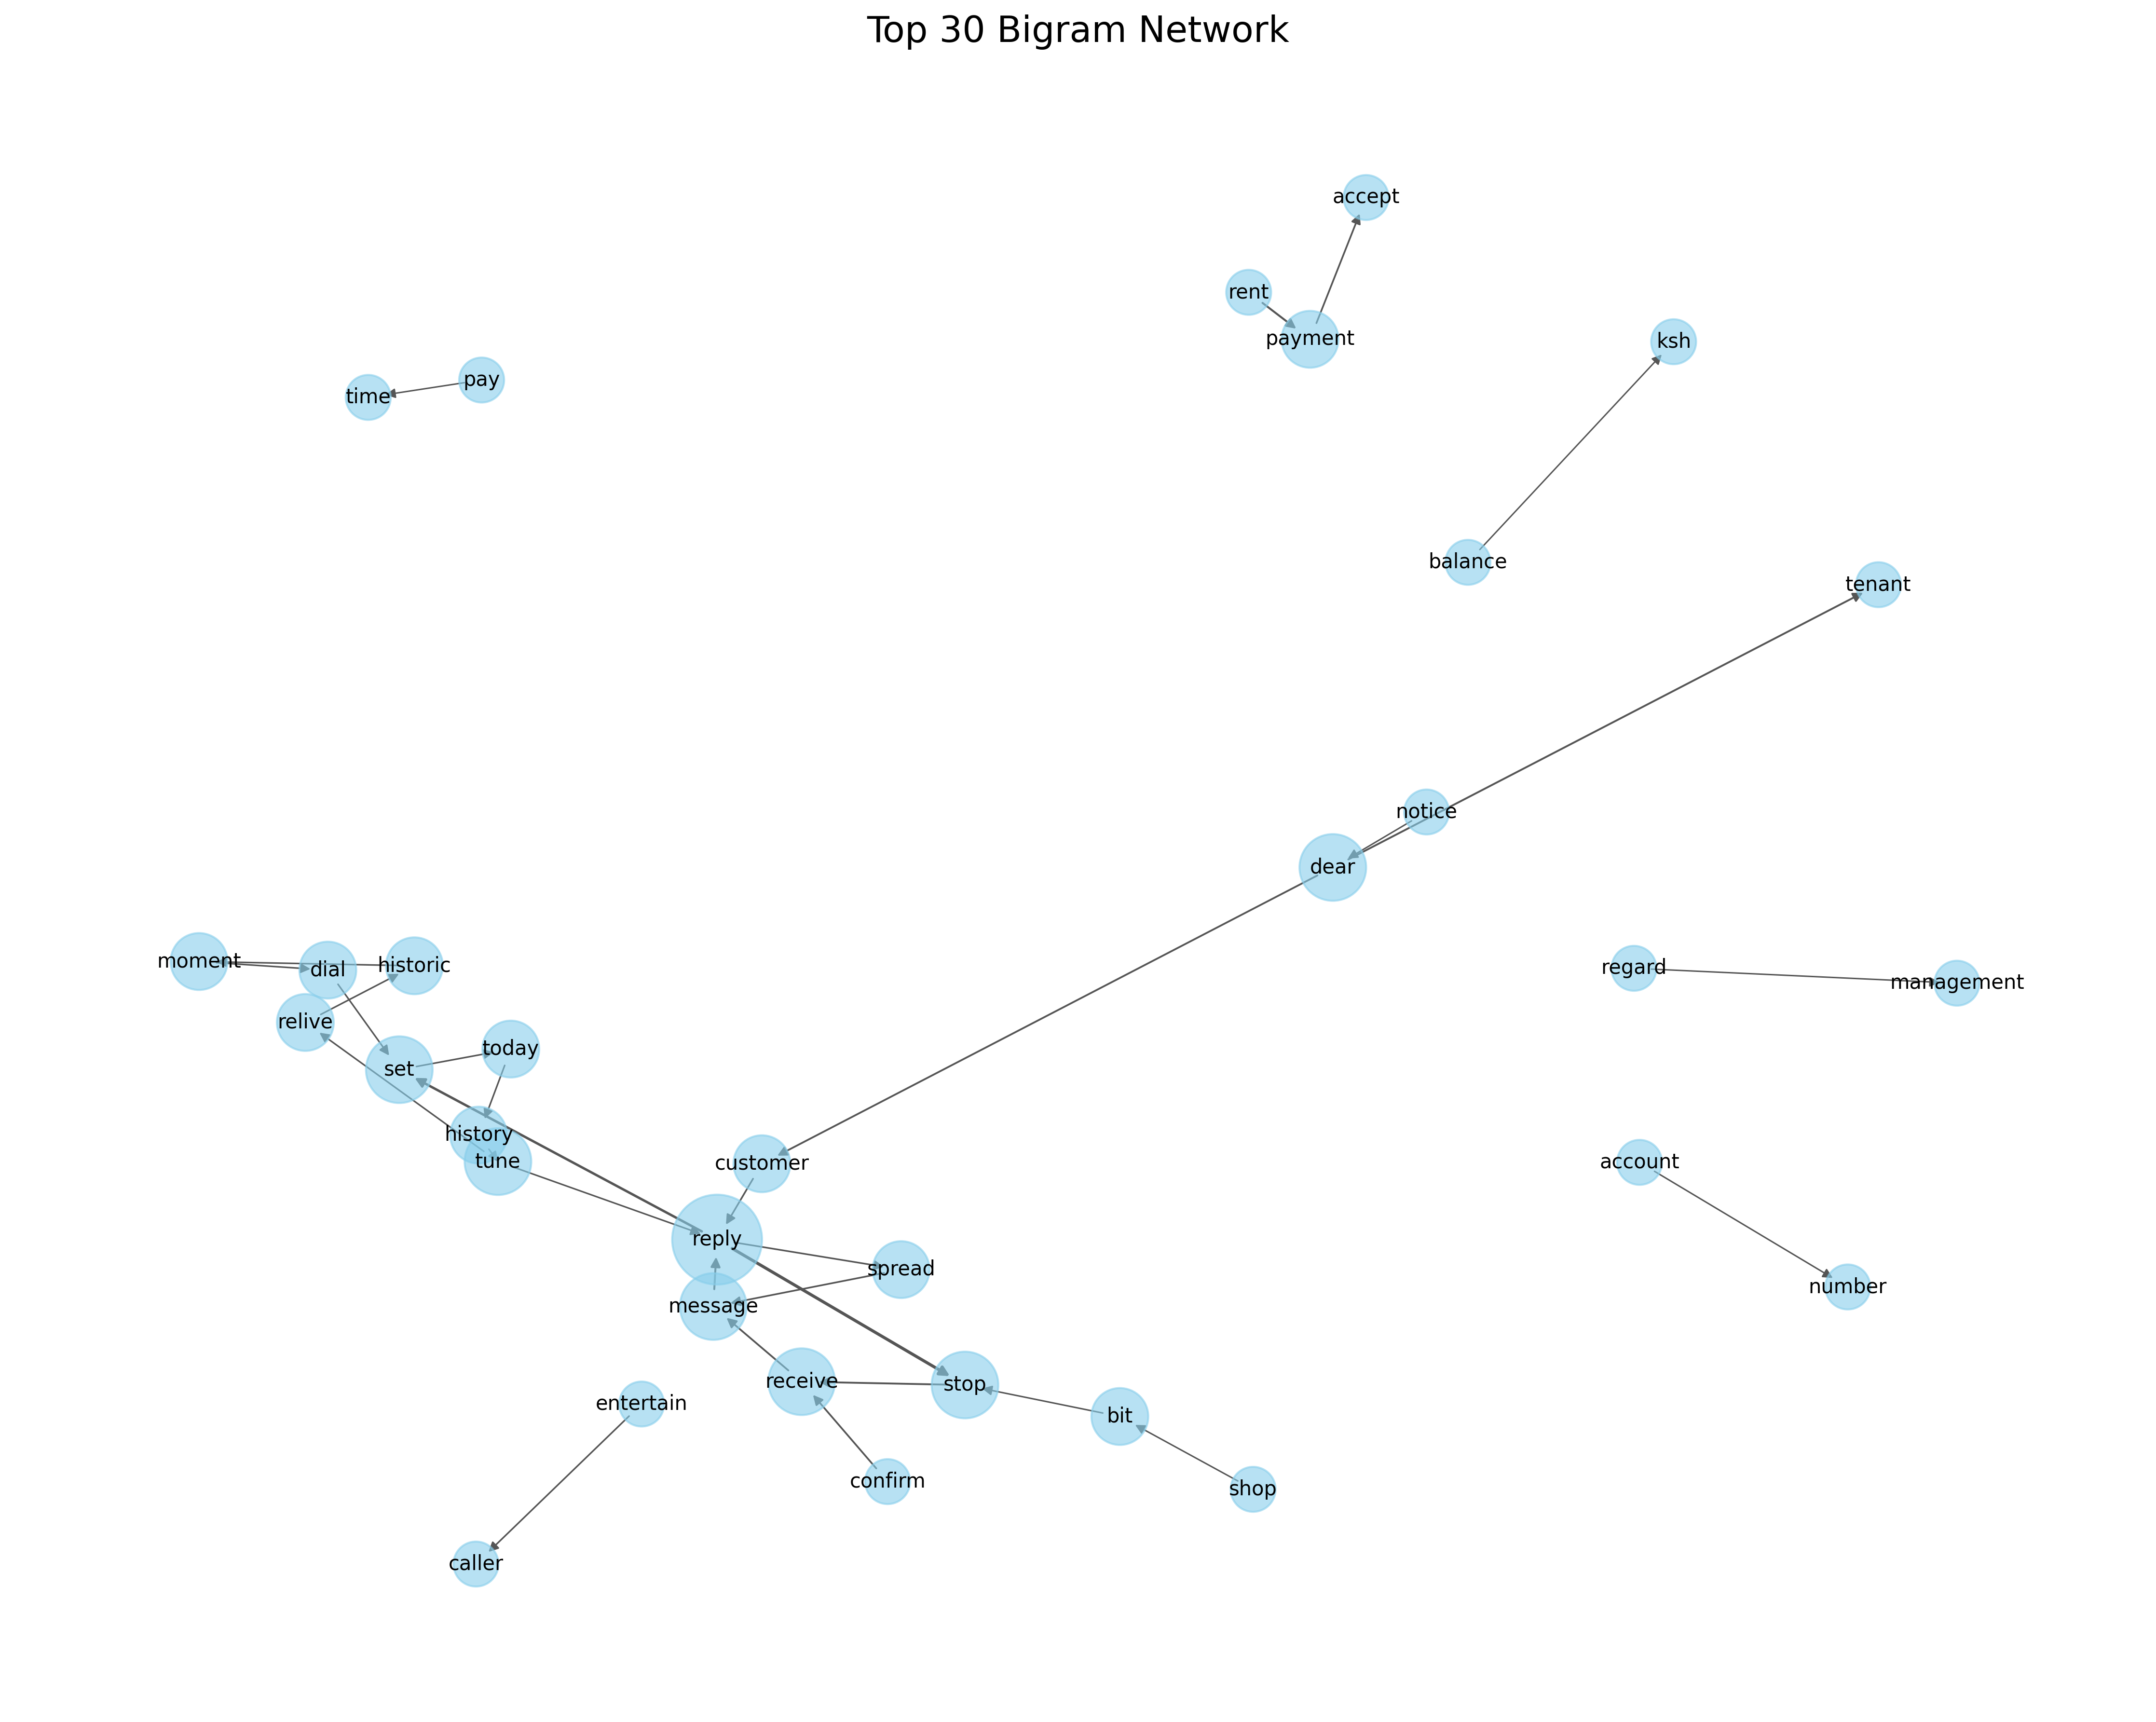 Top 30 Bigram Network
accept
rent
payment
ksh
pay
time
balance
tenant
notice
dear
moment
dial
historic
regard
management
relive
today
set
history
tune
customer
account
reply
spread
number
message
receive
stop
entertain
bit
confirm
shop
caller